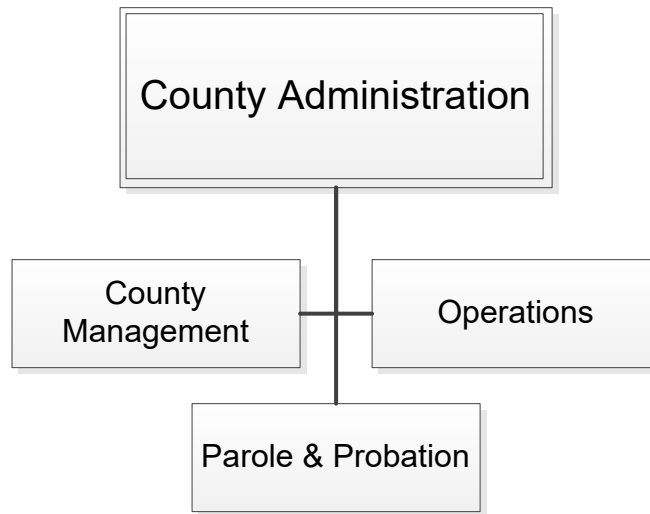 County Administration
County
Management
Operations
Parole & Probation